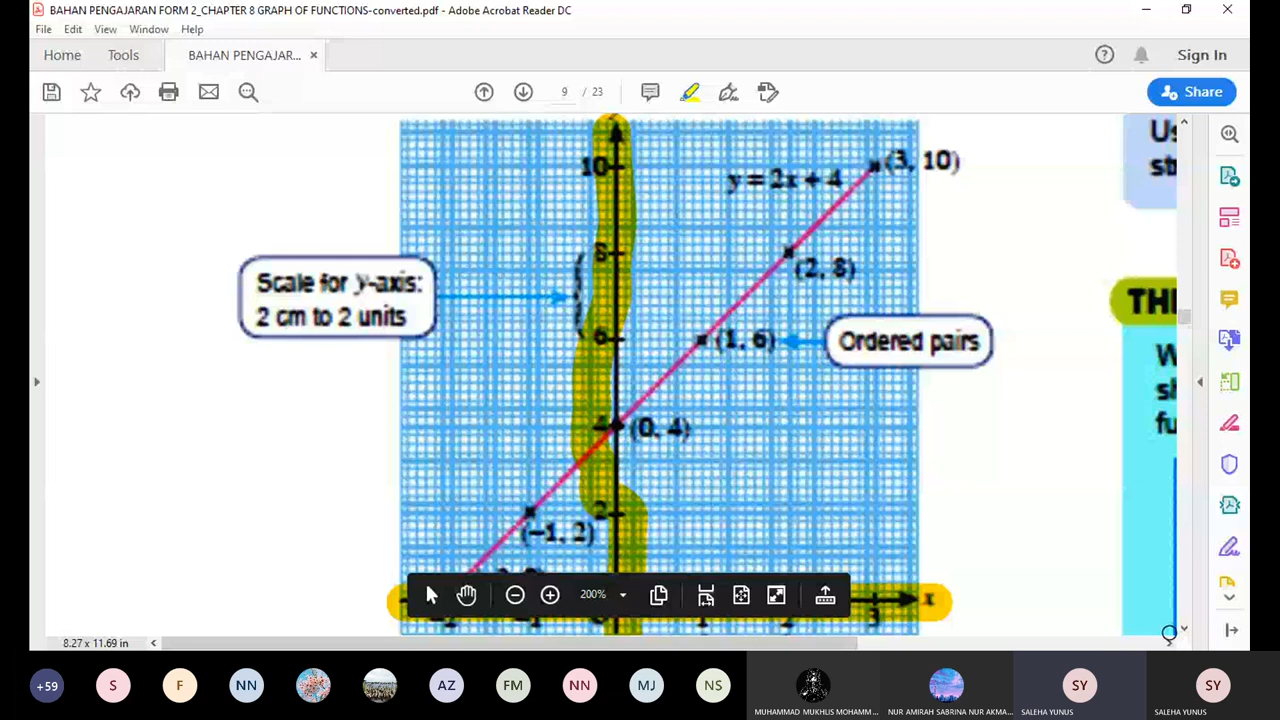 BAHAN PENGAJARAN FORM 2_CHAPTER 8 GRAPH OF FUNCTIONS-converted.pdf - Adobe Acrobat Reader DC
File Edit View Window Help
Home Tools BAHAN PENGAJAR... ×
Sign In
9 / 23
Share
10
y = 2x + 4
(3, 10)
8
(2, 8)
Scale for y-axis:
2 cm to 2 units
6
(1, 6)
Ordered pairs
4
(0, 4)
2
(−1, 2)
x
3
200%
8.27 x 11.69 in
+59 S F NN AZ FM NN MJ NS SY SY
MUHAMMAD MUKHLIS MOHAMM... NUR AMIRAH SABRINA NUR AKMA... SALEHA YUNUS SALEHA YUNUS